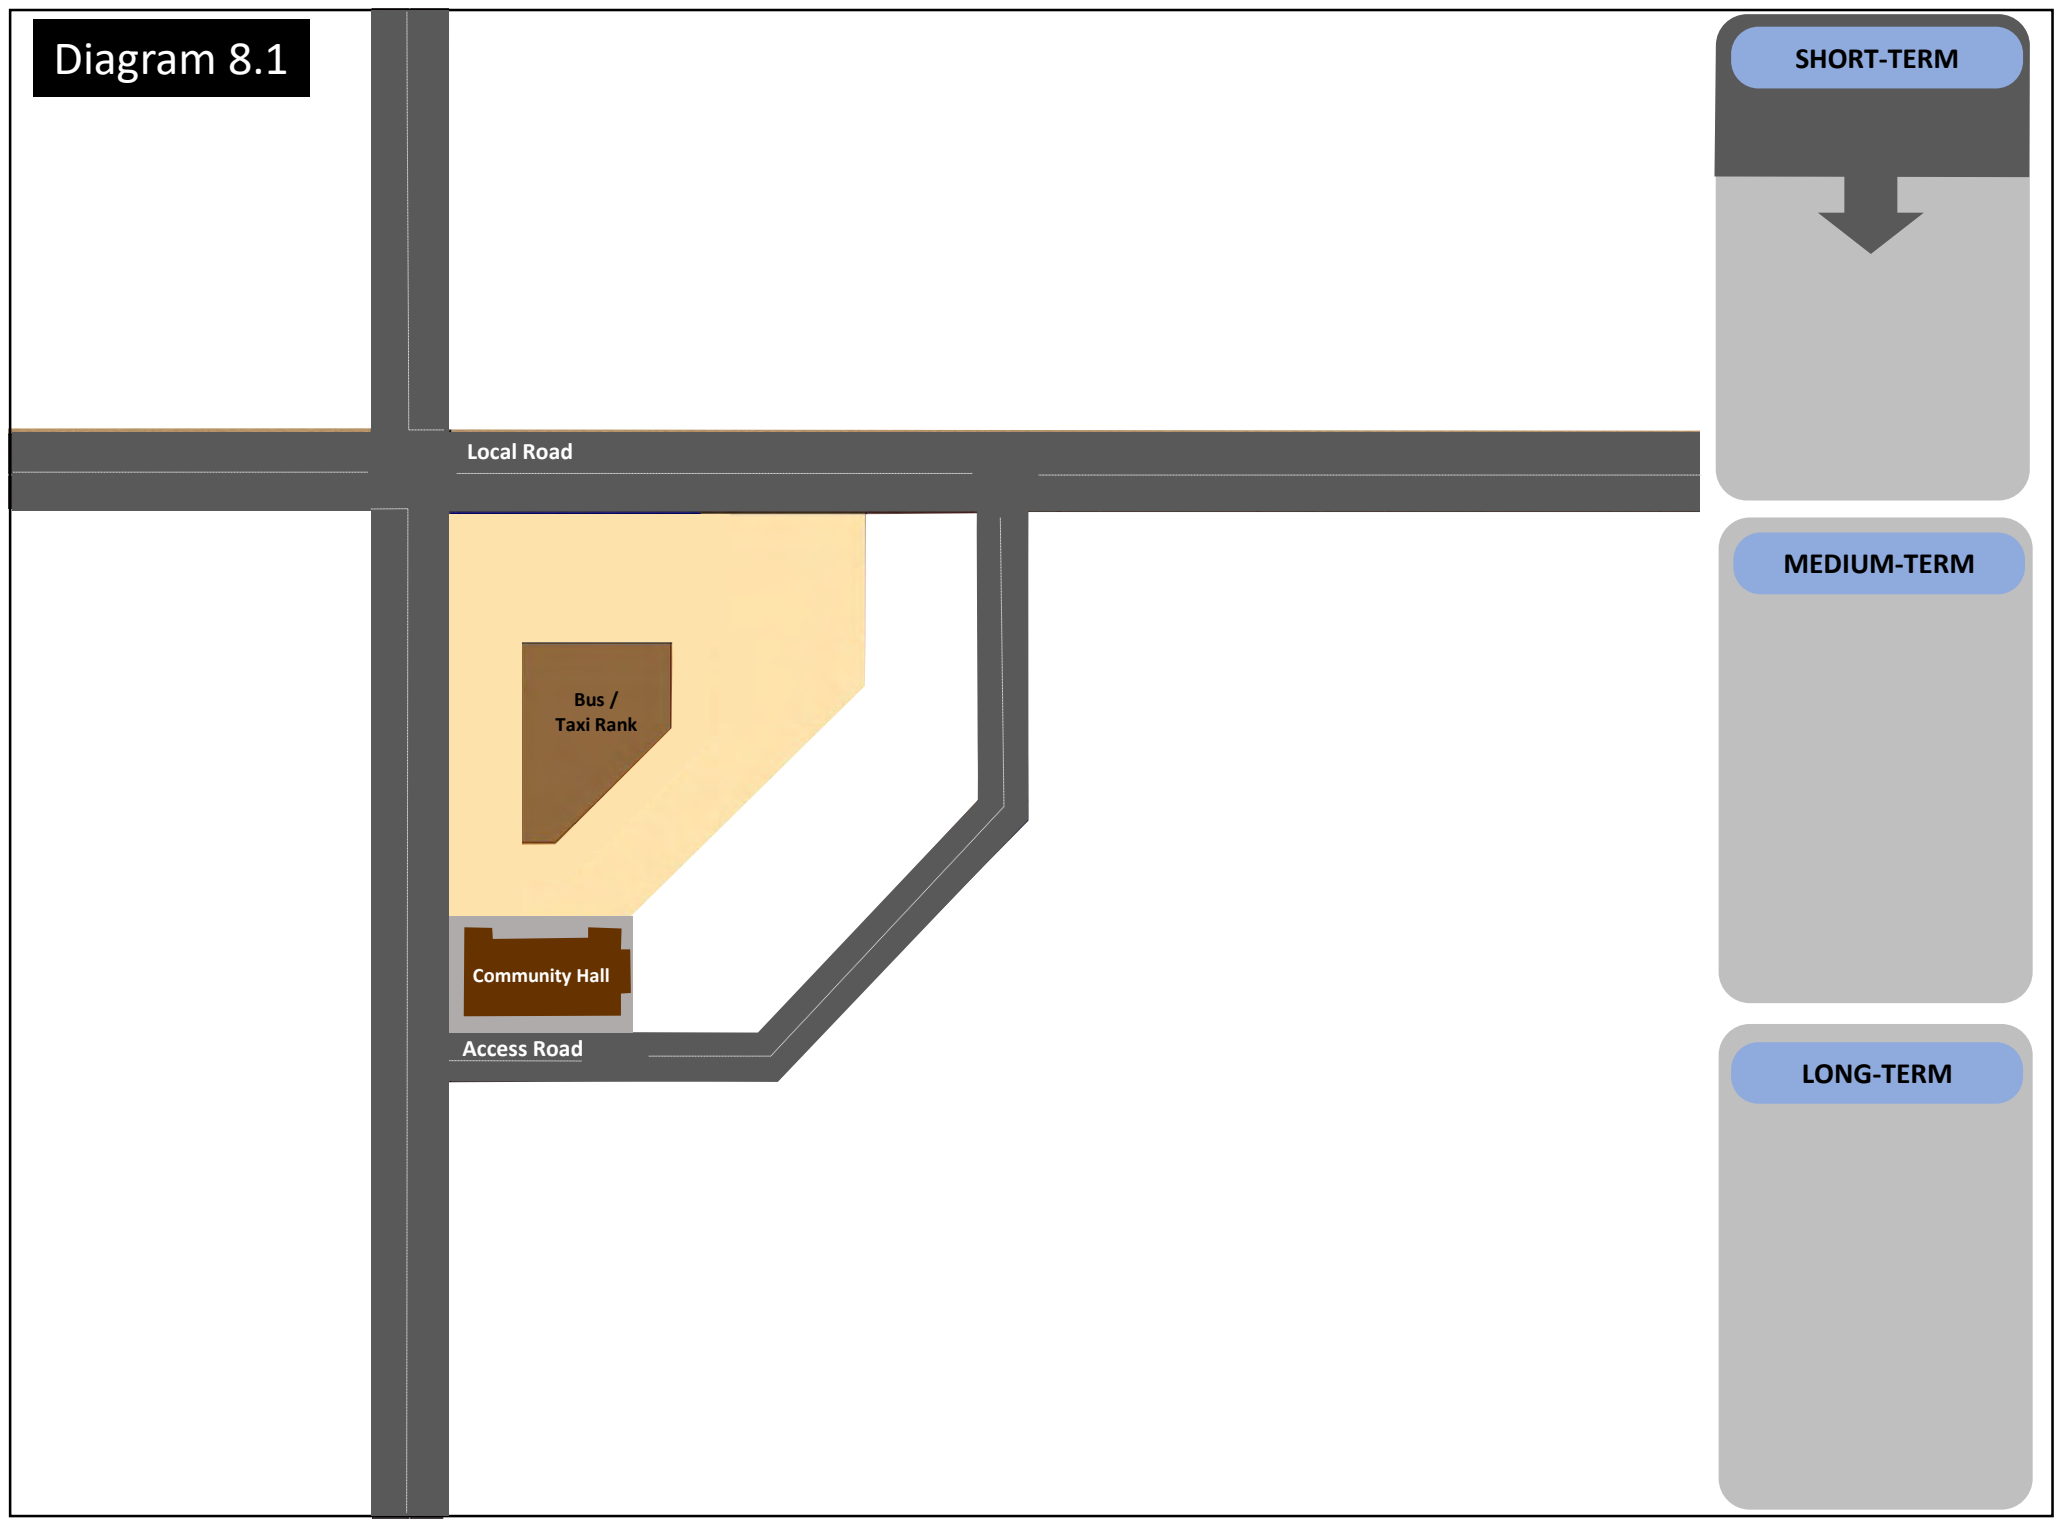 Diagram 8.1
SHORT-TERM
Local Road
MEDIUM-TERM
Bus /
Taxi Rank
Community Hall
Access Road
LONG-TERM